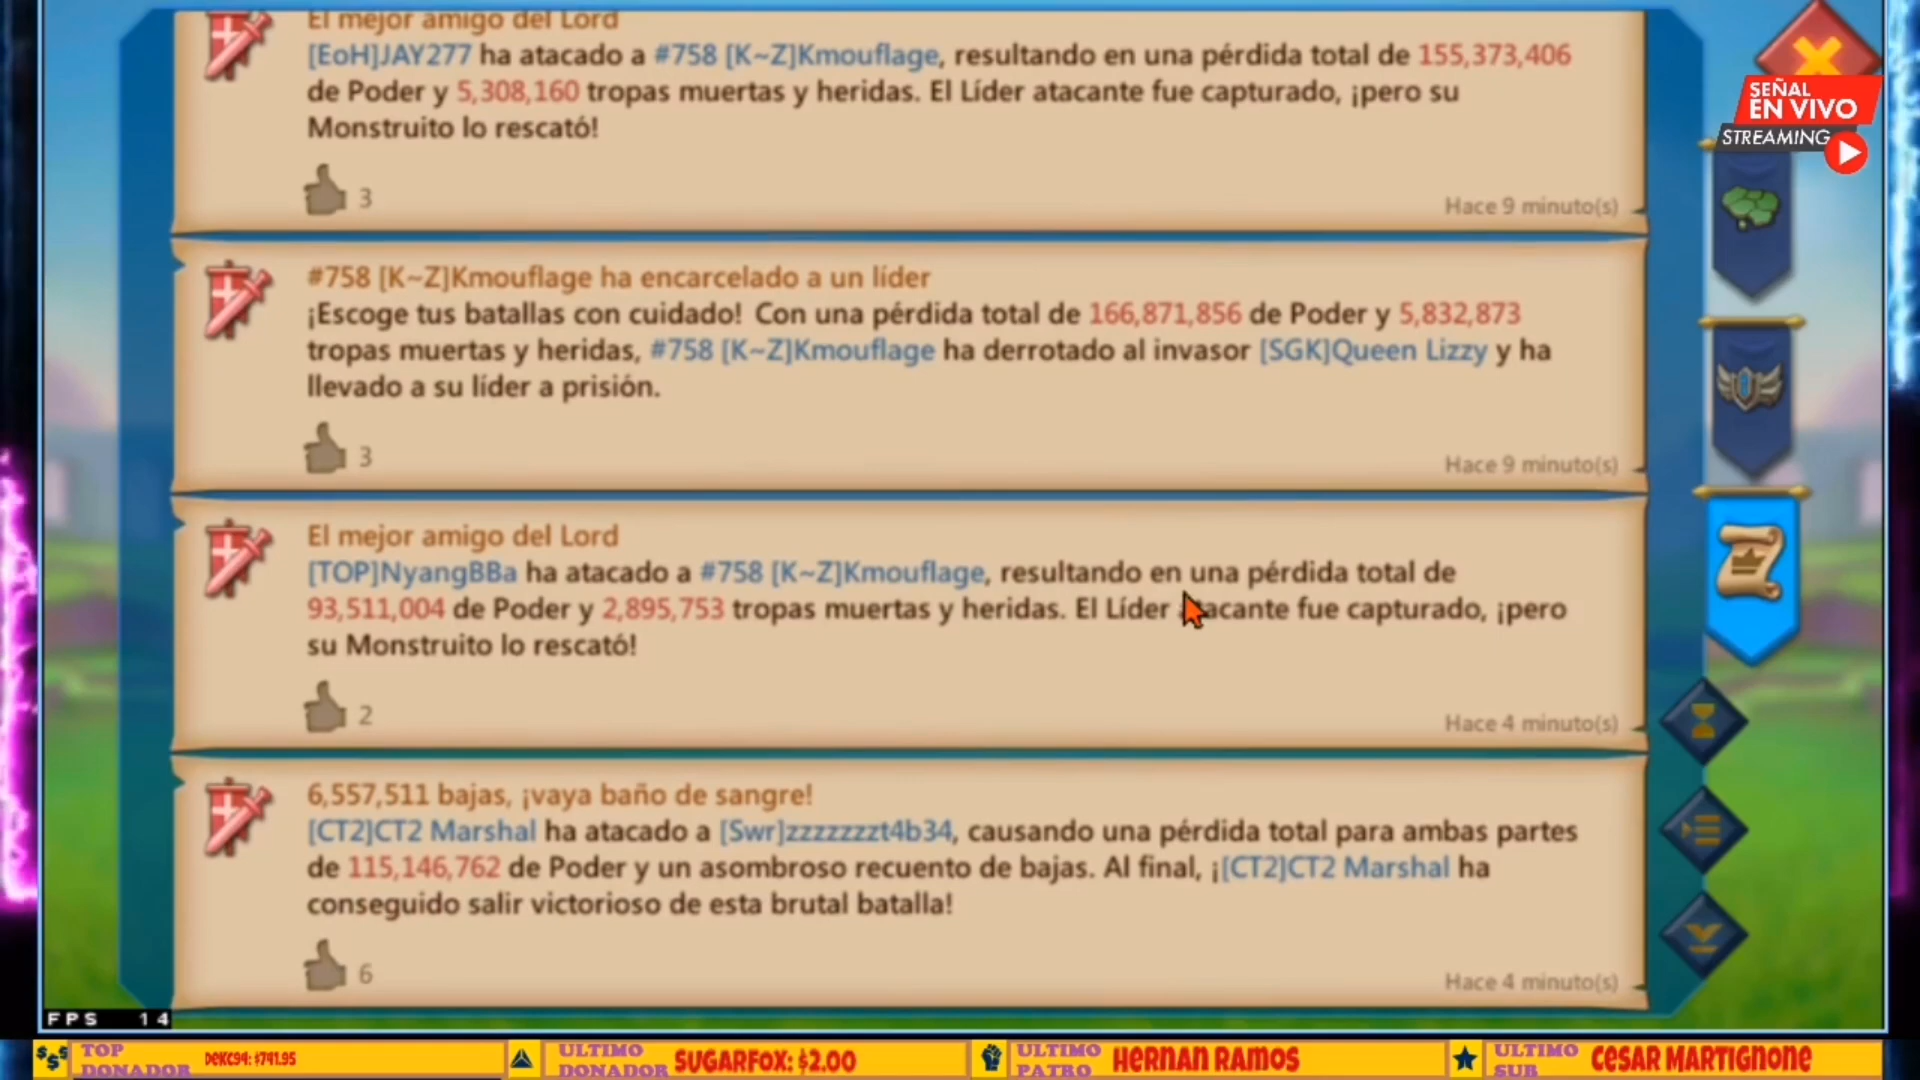 El mejor amigo del Lord
[EoH]JAY277 ha atacado a #758 [K~Z]Kmouflage, resultando en una pérdida total de 155,373,406
de Poder y 5,308,160 tropas muertas y heridas. El Líder atacante fue capturado, ¡pero su
Monstruito lo rescató!
3
Hace 9 minuto(s)
SEÑAL
EN VIVO
STREAMING
#758 [K~Z]Kmouflage ha encarcelado a un líder
¡Escoge tus batallas con cuidado! Con una pérdida total de 166,871,856 de Poder y 5,832,873
tropas muertas y heridas, #758 [K~Z]Kmouflage ha derrotado al invasor [SGK]Queen Lizzy y ha
llevado a su líder a prisión.
3
Hace 9 minuto(s)
El mejor amigo del Lord
[TOP]NyangBBa ha atacado a #758 [K~Z]Kmouflage, resultando en una pérdida total de
93,511,004 de Poder y 2,895,753 tropas muertas y heridas. El Líder atacante fue capturado, ¡pero
su Monstruito lo rescató!
2
Hace 4 minuto(s)
6,557,511 bajas, ¡vaya baño de sangre!
[CT2]CT2 Marshal ha atacado a [Swr]zzzzzzzt4b34, causando una pérdida total para ambas partes
de 115,146,762 de Poder y un asombroso recuento de bajas. Al final, ¡[CT2]CT2 Marshal ha
conseguido salir victorioso de esta brutal batalla!
6
Hace 4 minuto(s)
FPS 14
$$$ TOP DONADOR DEKC94: $791.95
ULTIMO DONADOR SUGARFOX: $2.00
ULTIMO PATRO HERNAN RAMOS
ULTIMO SUB CESAR MARTIGNONE